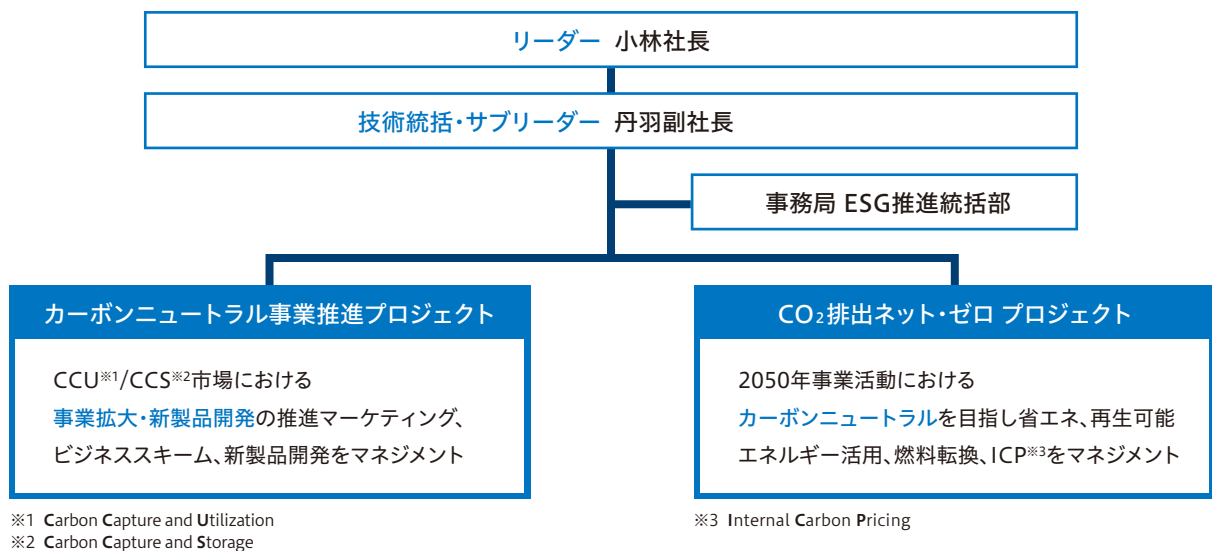 リーダー 小林社長
技術統括・サブリーダー 丹羽副社長
事務局 ESG推進統括部
カーボンニュートラル事業推進プロジェクト
CCU※1/CCS※2市場における
事業拡大・新製品開発の推進マーケティング、
ビジネススキーム、新製品開発をマネジメント
※1 Carbon Capture and Utilization
※2 Carbon Capture and Storage
CO₂排出ネット・ゼロ プロジェクト
2050年事業活動における
カーボンニュートラルを目指し省エネ、再生可能
エネルギー活用、燃料転換、ICP※3をマネジメント
※3 Internal Carbon Pricing